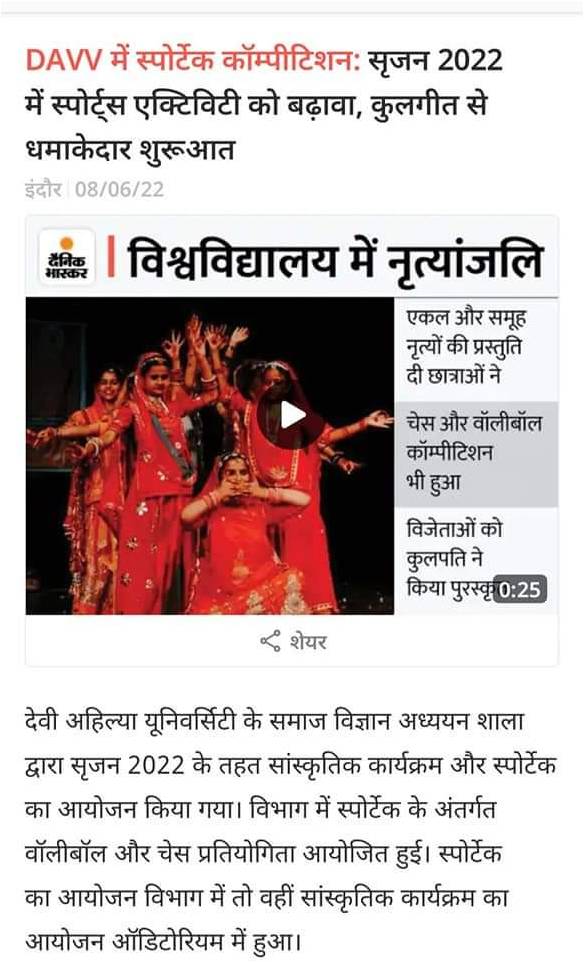 DAVV में स्पोर्टेक कॉम्पीटिशन: सृजन 2022
में स्पोर्ट्स एक्टिविटी को बढ़ावा, कुलगीत से
धमाकेदार शुरूआत
इंदौर | 08/06/22
दैनिक
भास्कर
विश्वविद्यालय में नृत्यांजलि
एकल और समूह
नृत्यों की प्रस्तुति
दी छात्राओं ने
चेस और वॉलीबॉल
कॉम्पीटिशन
भी हुआ
विजेताओं को
कुलपति ने
किया पुरस्कृ
0:25
शेयर
देवी अहिल्या यूनिवर्सिटी के समाज विज्ञान अध्ययन शाला
द्वारा सृजन 2022 के तहत सांस्कृतिक कार्यक्रम और स्पोर्टेक
का आयोजन किया गया। विभाग में स्पोर्टेक के अंतर्गत
वॉलीबॉल और चेस प्रतियोगिता आयोजित हुई। स्पोर्टेक
का आयोजन विभाग में तो वहीं सांस्कृतिक कार्यक्रम का
आयोजन ऑडिटोरियम में हुआ।